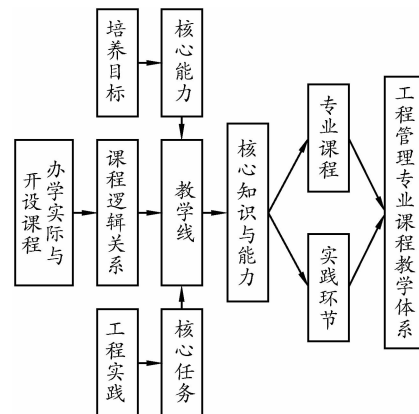 培养目标
核心能力
办学实际与
开设课程
课程逻辑关系
教学线
核心知识与能力
专业课程
实践环节
工程管理专业课程教学体系
工程实践
核心任务